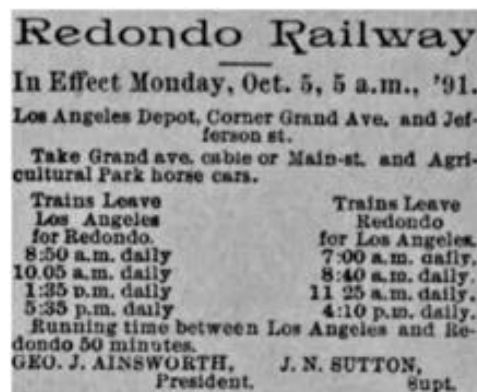 Redondo Railway
In Effect Monday, Oct. 5, 5 a.m., '91.
Los Angeles Depot, Corner Grand Ave. and Jef-
ferson st.
Take Grand ave. cable or Main-st. and Agri-
cultural Park horse cars.
Trains Leave Trains Leave
Los Angeles Redondo
for Redondo. for Los Angeles.
8:50 a.m. daily 7:00 a.m. daily.
10.05 a.m. daily 8:40 a.m. daily.
1:35 p.m. daily 11 25 a.m. daily.
5:35 p.m. daily 4:10 p.m. daily.
Running time between Los Angeles and Re-
dondo 50 minutes.
GEO. J. AINSWORTH, J. N. SUTTON,
President. Supt.